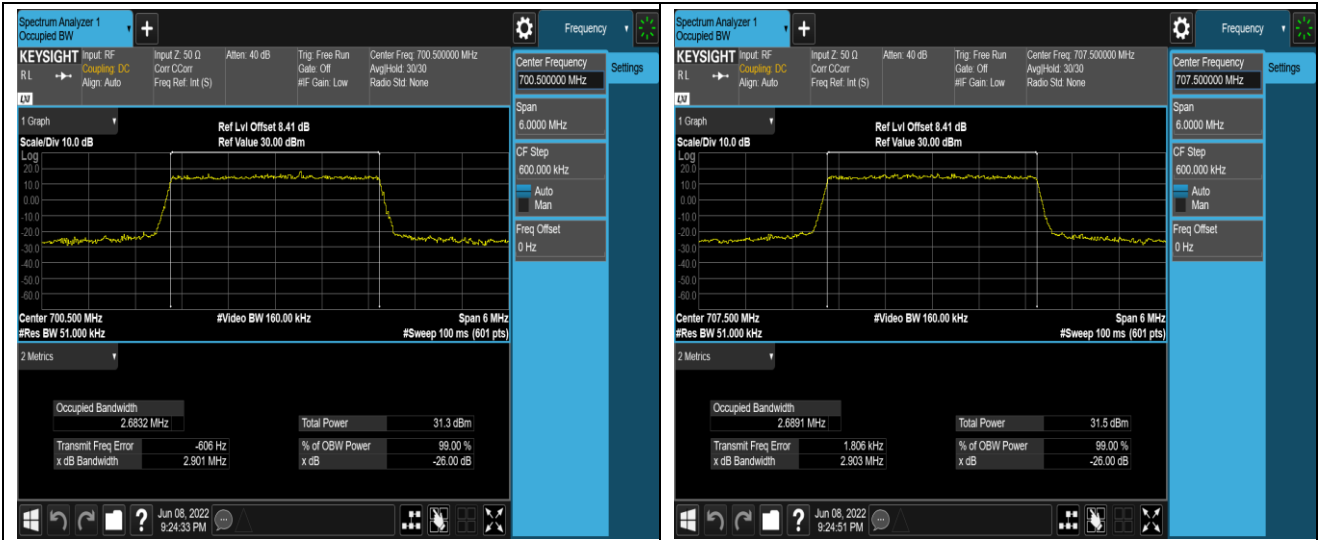 Spectrum Analyzer 1
Occupied BW
+
Frequency
KEYSIGHT
RL
LXI
Input: RF
Coupling: DC
Align: Auto
Input Z: 50 Ω
Corr CCorr
Freq Ref: Int (S)
Atten: 40 dB
Trig: Free Run
Gate: Off
#IF Gain: Low
Center Freq: 700.500000 MHz
Avg|Hold: 30/30
Radio Std: None
Center Frequency
700.500000 MHz
Settings
Span
6.0000 MHz
CF Step
600.000 kHz
Auto
Man
Freq Offset
0 Hz
1 Graph
Scale/Div 10.0 dB
Ref Lvl Offset 8.41 dB
Ref Value 30.00 dBm
Log
20.0
10.0
0.00
-10.0
-20.0
-30.0
-40.0
-50.0
-60.0
Center 700.500 MHz
#Video BW 160.00 kHz
Span 6 MHz
#Res BW 51.000 kHz
#Sweep 100 ms (601 pts)
2 Metrics
Occupied Bandwidth
2.6832 MHz
Total Power 31.3 dBm
Transmit Freq Error -606 Hz
% of OBW Power 99.00 %
x dB Bandwidth 2.901 MHz
x dB -26.00 dB
?
Jun 08, 2022
9:24:33 PM
Spectrum Analyzer 1
Occupied BW
+
Frequency
KEYSIGHT
RL
LXI
Input: RF
Coupling: DC
Align: Auto
Input Z: 50 Ω
Corr CCorr
Freq Ref: Int (S)
Atten: 40 dB
Trig: Free Run
Gate: Off
#IF Gain: Low
Center Freq: 707.500000 MHz
Avg|Hold: 30/30
Radio Std: None
Center Frequency
707.500000 MHz
Settings
Span
6.0000 MHz
CF Step
600.000 kHz
Auto
Man
Freq Offset
0 Hz
1 Graph
Scale/Div 10.0 dB
Ref Lvl Offset 8.41 dB
Ref Value 30.00 dBm
Log
20.0
10.0
0.00
-10.0
-20.0
-30.0
-40.0
-50.0
-60.0
Center 707.500 MHz
#Video BW 160.00 kHz
Span 6 MHz
#Res BW 51.000 kHz
#Sweep 100 ms (601 pts)
2 Metrics
Occupied Bandwidth
2.6891 MHz
Total Power 31.5 dBm
Transmit Freq Error 1.806 kHz
% of OBW Power 99.00 %
x dB Bandwidth 2.903 MHz
x dB -26.00 dB
?
Jun 08, 2022
9:24:51 PM